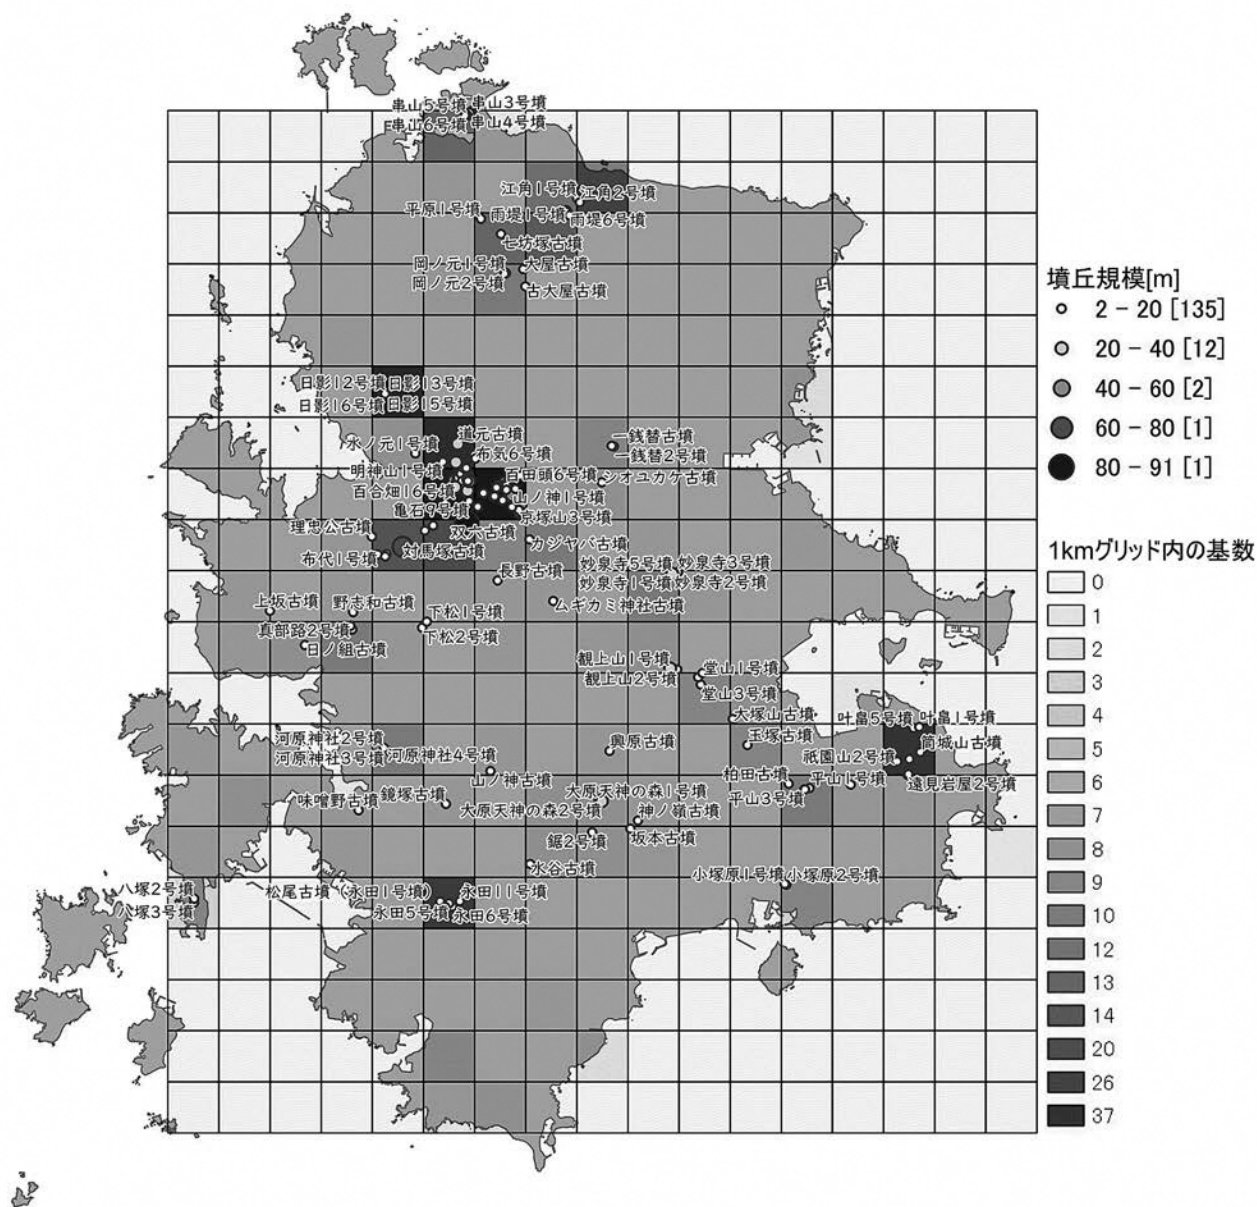 串山5号墳
串山3号墳
串山6号墳
串山4号墳
江角1号墳
江角2号墳
平原1号墳
雨堤1号墳
雨堤6号墳
七坊塚古墳
岡ノ元1号墳
大屋古墳
岡ノ元2号墳
古大屋古墳
日影12号墳
日影13号墳
日影16号墳
日影15号墳
水ノ元1号墳
道元古墳
布気6号墳
一銭替古墳
一銭替2号墳
明神山1号墳
百田頭6号墳
シオユカケ古墳
百合畑16号墳
山ノ神1号墳
亀石9号墳
京塚山3号墳
理忠公古墳
双六古墳
カジヤバ古墳
対馬塚古墳
布代1号墳
長野古墳
妙泉寺5号墳
妙泉寺3号墳
妙泉寺1号墳
妙泉寺2号墳
ムギカミ神社古墳
上坂古墳
野志和古墳
下松1号墳
真部路2号墳
下松2号墳
日ノ組古墳
観上山1号墳
堂山1号墳
観上山2号墳
堂山3号墳
大塚山古墳
叶畠5号墳
叶畠1号墳
河原神社2号墳
興原古墳
玉塚古墳
筒城山古墳
河原神社3号墳
河原神社4号墳
祇園山2号墳
山ノ神古墳
柏田古墳
平山1号墳
遠見岩屋2号墳
味噌野古墳
鏡塚古墳
大原天神の森1号墳
平山3号墳
大原天神の森2号墳
神ノ嶺古墳
鋸2号墳
坂本古墳
水谷古墳
小塚原1号墳
小塚原2号墳
八塚2号墳
松尾古墳(永田1号墳)
永田11号墳
八塚3号墳
永田5号墳
永田6号墳
墳丘規模[m]
2 - 20 [135]
20 - 40 [12]
40 - 60 [2]
60 - 80 [1]
80 - 91 [1]
1kmグリッド内の基数
0
1
2
3
4
5
6
7
8
9
10
12
13
14
20
26
37